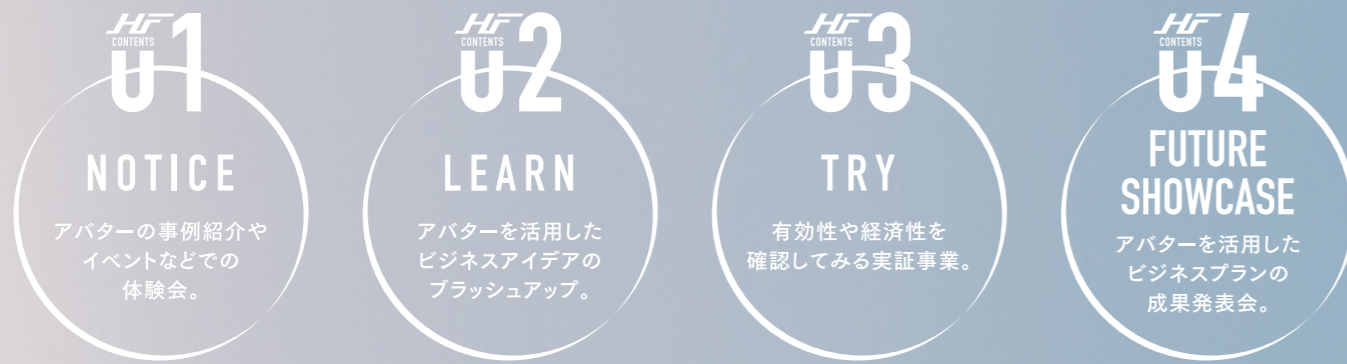 HF
CONTENTS
01
NOTICE
アバターの事例紹介や
イベントなどでの
体験会。
HF
CONTENTS
02
LEARN
アバターを活用した
ビジネスアイデアの
ブラッシュアップ。
HF
CONTENTS
03
TRY
有効性や経済性を
確認してみる実証事業。
HF
CONTENTS
04
FUTURE
SHOWCASE
アバターを活用した
ビジネスプランの
成果発表会。